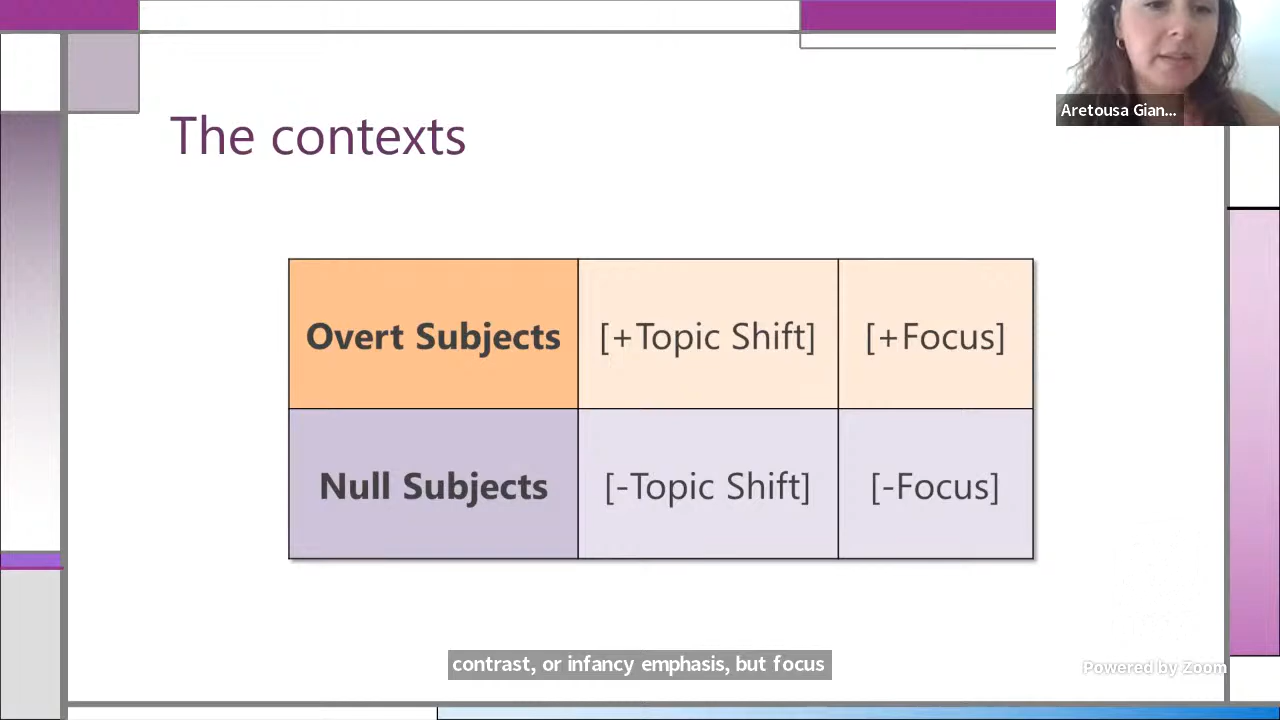 Aretousa Gian...
The contexts
Overt Subjects [+Topic Shift] [+Focus]
Null Subjects [-Topic Shift] [-Focus]
contrast, or infancy emphasis, but focus
Powered by Zoom